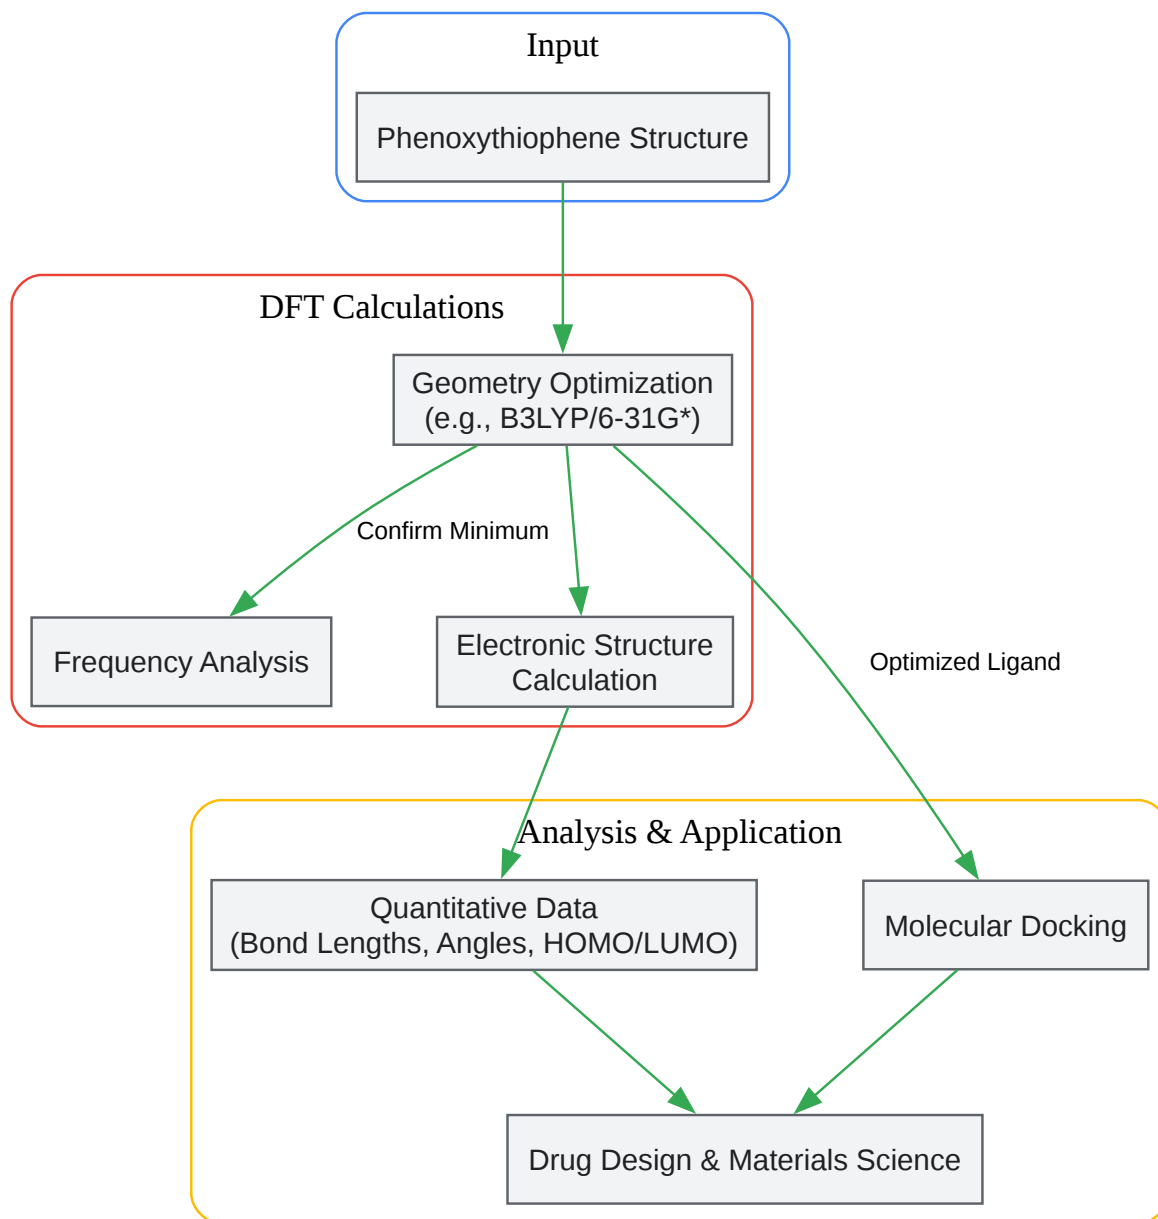 Input
Phenoxythiophene Structure
DFT Calculations
Geometry Optimization
(e.g., B3LYP/6-31G*)
Confirm Minimum
Frequency Analysis
Electronic Structure
Calculation
Optimized Ligand
Analysis & Application
Quantitative Data
(Bond Lengths, Angles, HOMO/LUMO)
Molecular Docking
Drug Design & Materials Science